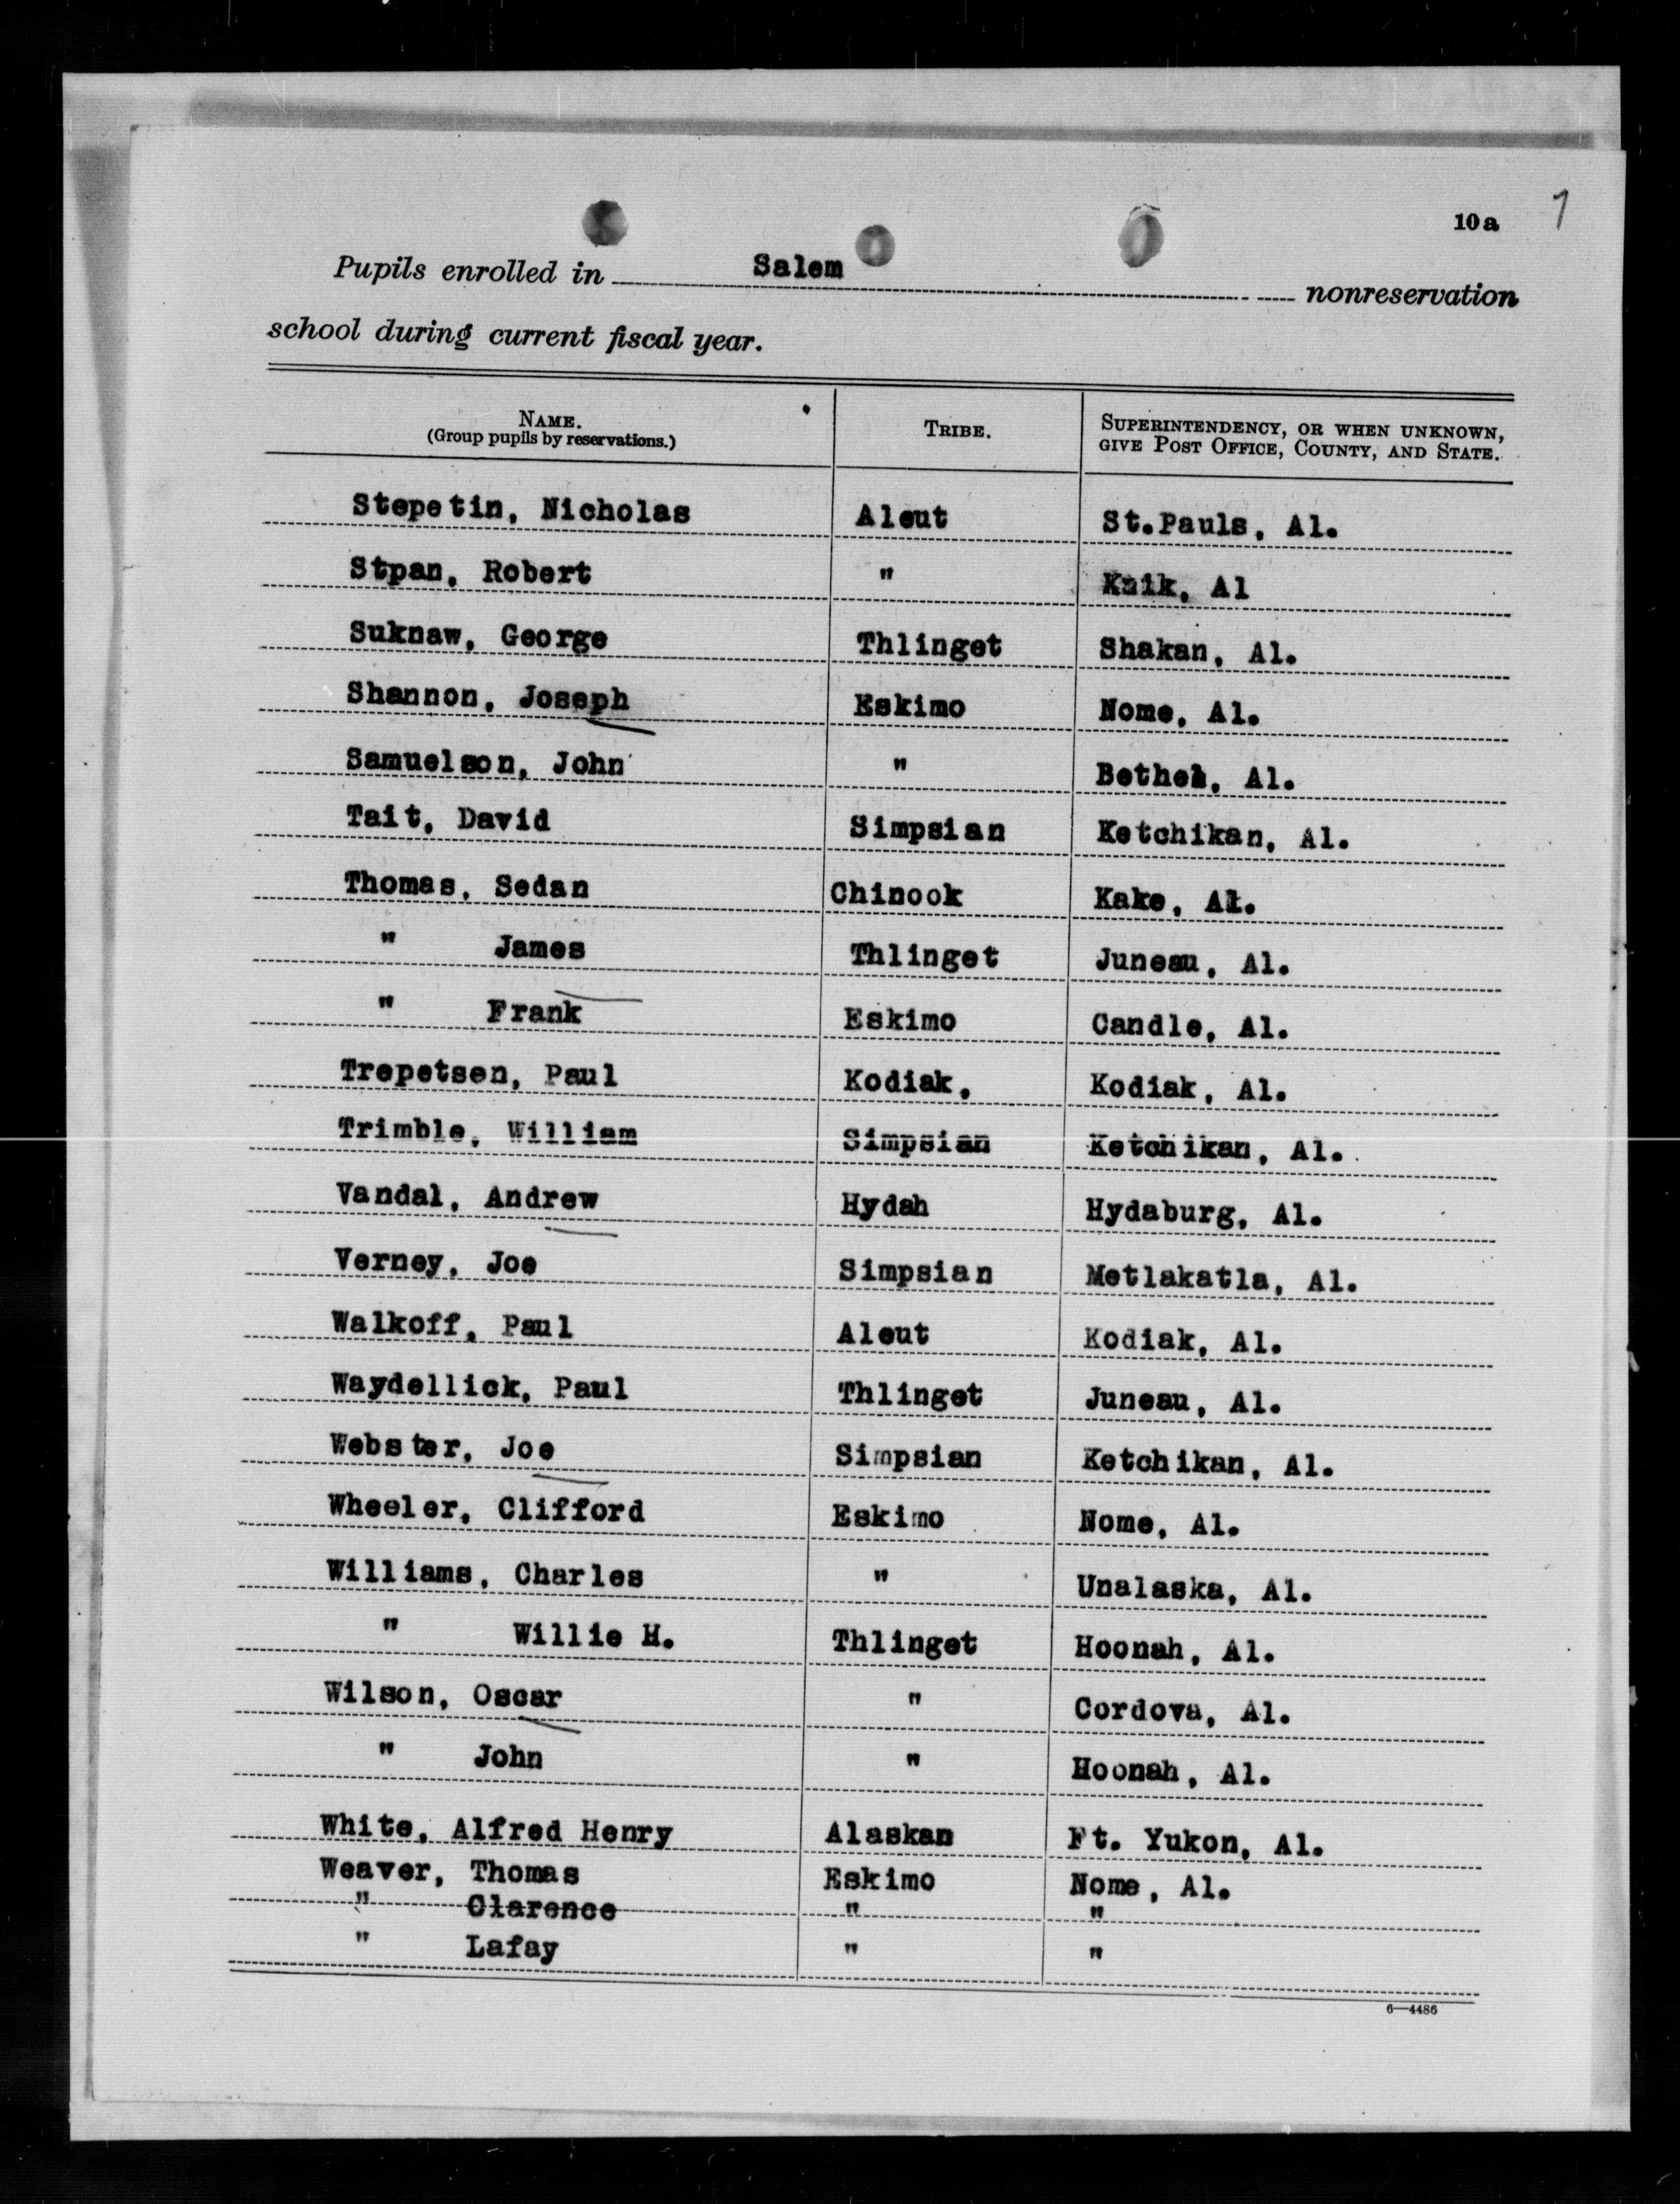 10a 7
Pupils enrolled in Salem nonreservation
school during current fiscal year.
NAME. TRIBE. SUPERINTENDENCY, OR WHEN UNKNOWN,
(Group pupils by reservations.) GIVE POST OFFICE, COUNTY, AND STATE.
Stepetin, Nicholas Aleut St.Pauls, Al.
Stpan, Robert " Knik, Al
Suknaw, George Thlinget Shakan, Al.
Shannon, Joseph Eskimo Nome, Al.
Samuelson, John " Bethel, Al.
Tait, David Simpsian Ketchikan, Al.
Thomas, Sedan Chinook Kake, Al.
" James Thlinget Juneau, Al.
" Frank Eskimo Candle, Al.
Trepetsen, Paul Kodiak, Kodiak, Al.
Trimble, William Simpsian Ketchikan, Al.
Vandal, Andrew Hydah Hydaburg, Al.
Verney, Joe Simpsian Metlakatla, Al.
Walkoff, Paul Aleut Kodiak, Al.
Waydellick, Paul Thlinget Juneau, Al.
Webster, Joe Simpsian Ketchikan, Al.
Wheeler, Clifford Eskimo Nome, Al.
Williams, Charles " Unalaska, Al.
" Willie H. Thlinget Hoonah, Al.
Wilson, Oscar " Cordova, Al.
" John " Hoonah, Al.
White, Alfred Henry Alaskan Ft. Yukon, Al.
Weaver, Thomas Eskimo Nome, Al.
" Clarence " "
" Lafay " "
6—4486